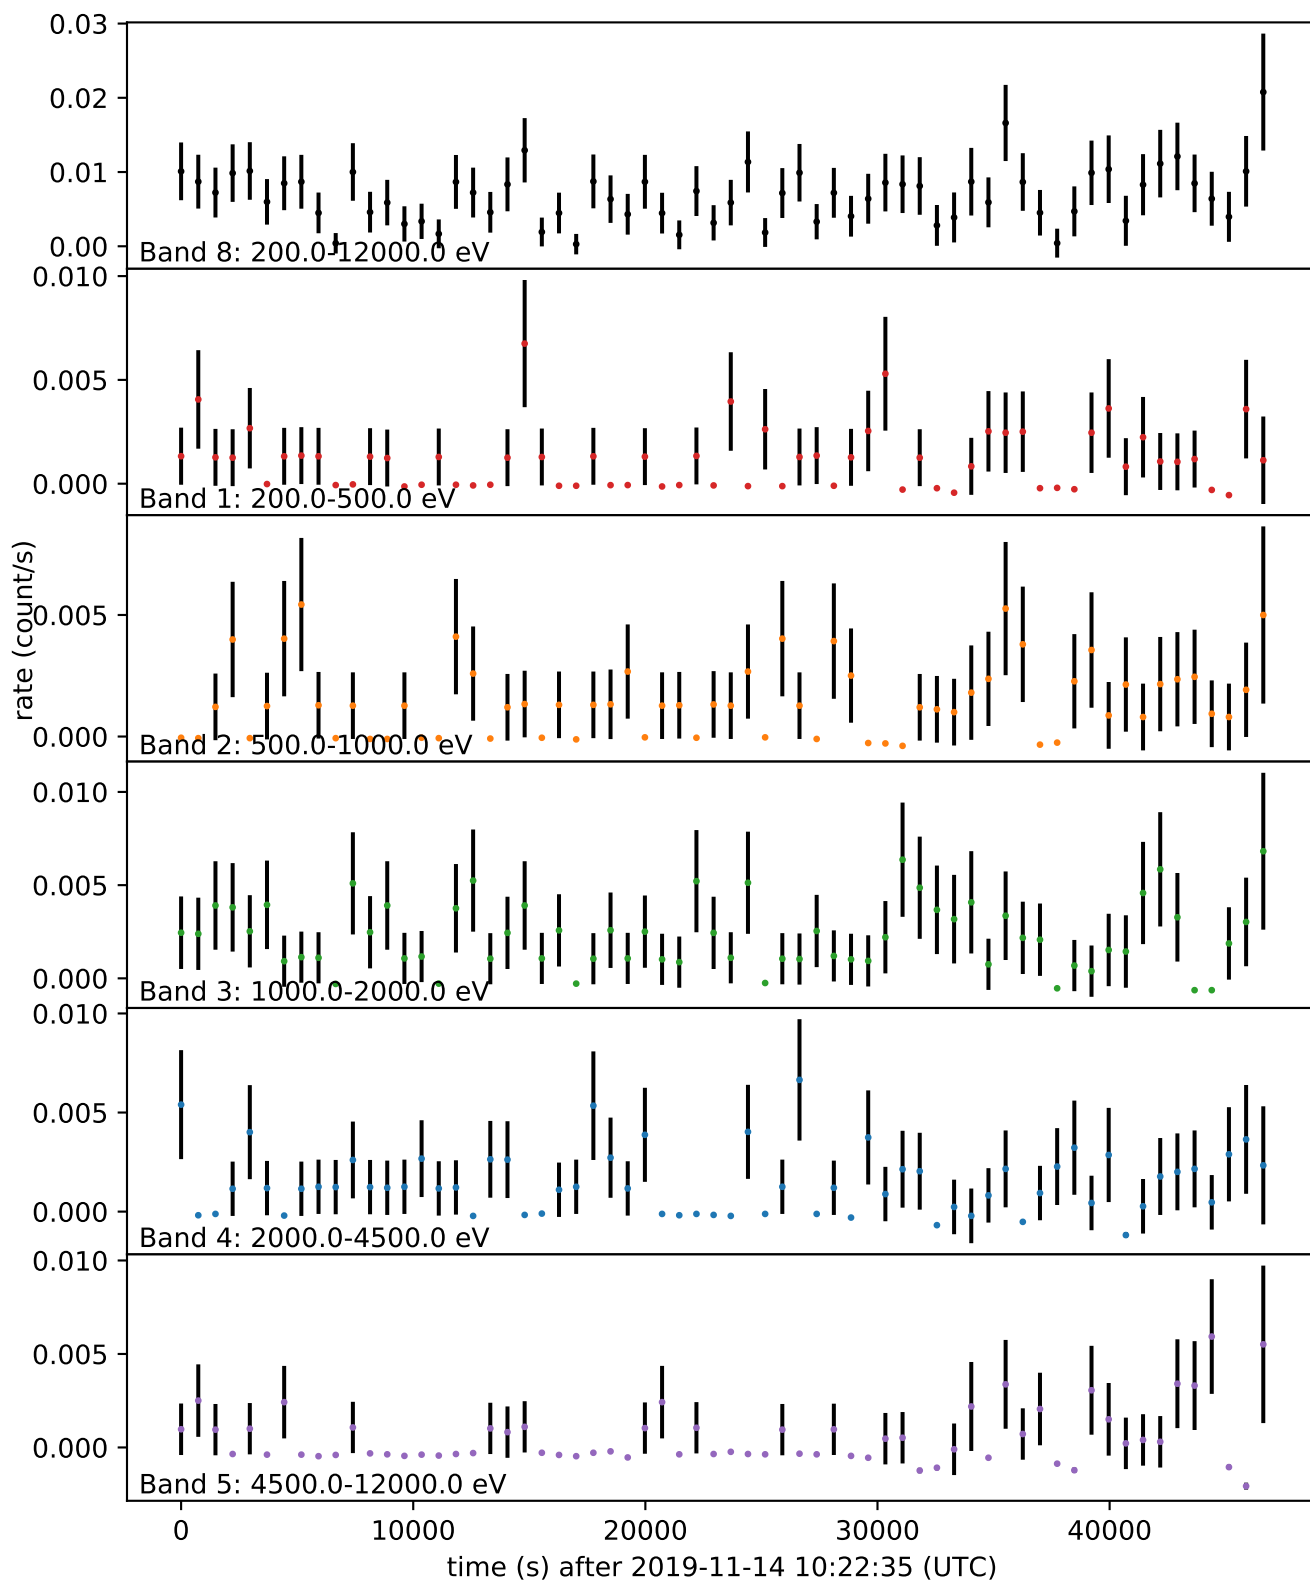 0.03
0.02
0.01
0.00
Band 8: 200.0-12000.0 eV
0.010
0.005
0.000
Band 1: 200.0-500.0 eV
rate (count/s)
0.005
0.000
Band 2: 500.0-1000.0 eV
0.010
0.005
0.000
Band 3: 1000.0-2000.0 eV
0.010
0.005
0.000
Band 4: 2000.0-4500.0 eV
0.010
0.005
0.000
Band 5: 4500.0-12000.0 eV
0 10000 20000 30000 40000
time (s) after 2019-11-14 10:22:35 (UTC)